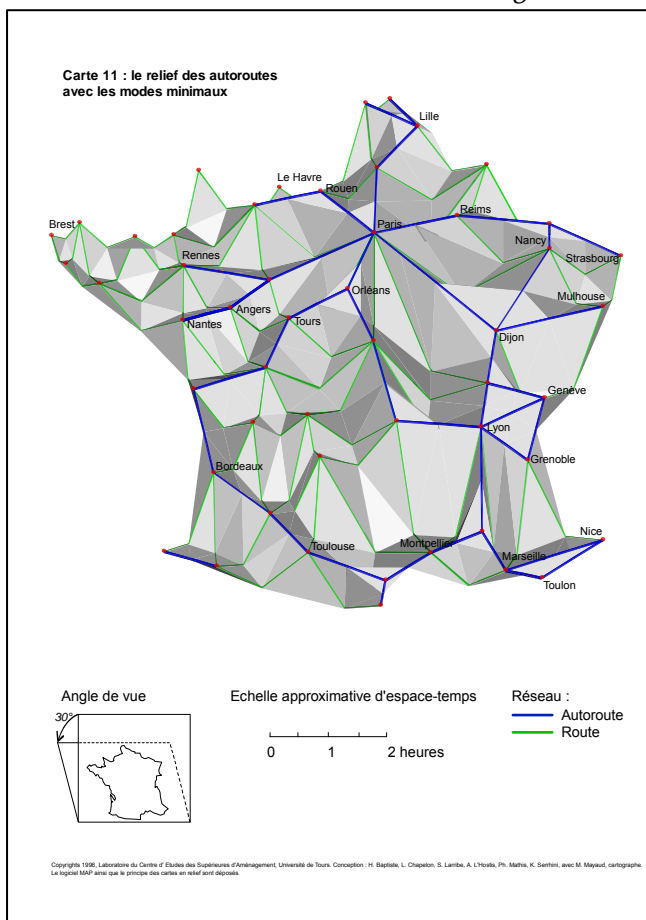 Carte 11 : le relief des autoroutes
avec les modes minimaux
Lille
Le Havre
Rouen
Reims
Brest
Paris
Nancy
Rennes
Strasbourg
Orléans
Mulhouse
Angers
Tours
Nantes
Dijon
Genève
Lyon
Grenoble
Bordeaux
Nice
Toulouse
Montpellier
Marseille
Toulon
Angle de vue
Echelle approximative d'espace-temps
Réseau :
30°
Autoroute
Route
0 1 2 heures
Copyrights 1996, Laboratoire du Centre d' Etudes des Supérieures d'Aménagement, Université de Tours. Conception : H. Baptiste, L. Chapelon, S. Larribe, A. L'Hostis, Ph. Mathis, K. Serrhini, avec M. Mayaud, cartographe.
Le logiciel MAP ainsi que le principe des cartes en relief sont déposés.